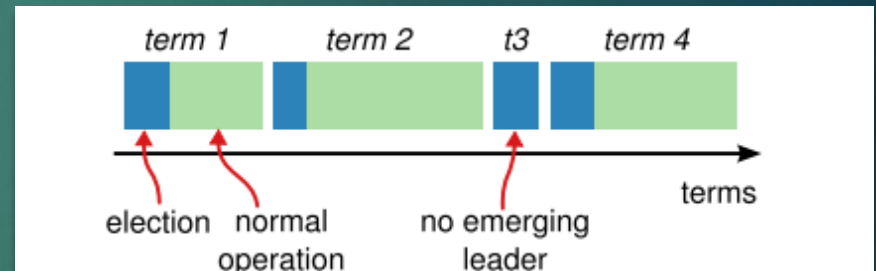 term 1 term 2 t3 term 4
terms
election normal no emerging
operation leader